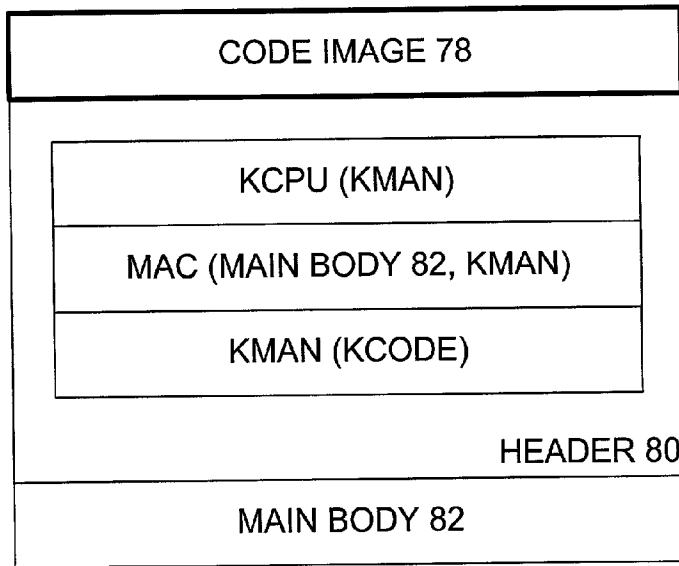 CODE IMAGE 78
KCPU (KMAN)
MAC (MAIN BODY 82, KMAN)
KMAN (KCODE)
HEADER 80
MAIN BODY 82